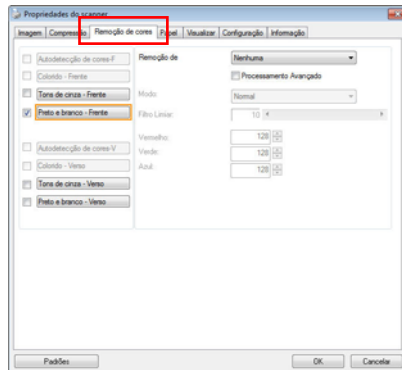 Propriedades do scanner
Imagem Compressão Remoção de cores Papel Visualizar Configuração Informação
Autodetecção de cores-F
Colorido - Frente
Tons de cinza - Frente
Preto e branco - Frente
Autodetecção de cores-V
Colorido - Verso
Tons de cinza - Verso
Preto e branco - Verso
Remoção de Nenhuma
Processamento Avançado
Modo Normal
Filtro Limiar: 10
Vermelho: 128
Verde: 128
Azul: 128
Padrões OK Cancelar